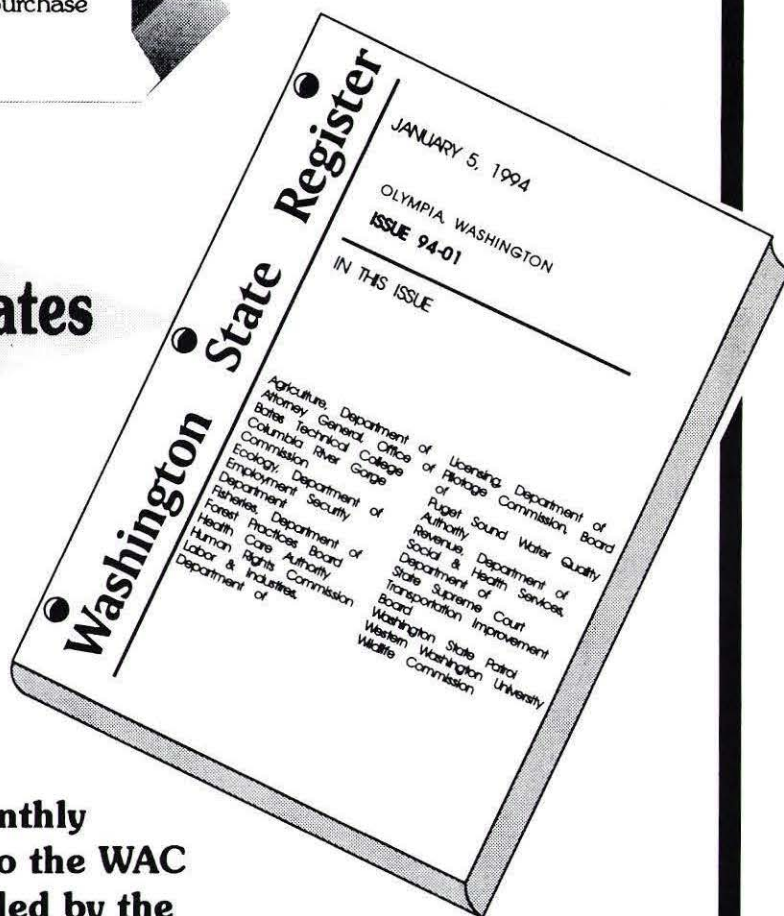 purchase
ates
Washington State Register
JANUARY 5, 1994
OLYMPIA, WASHINGTON
ISSUE 94-01
IN THIS ISSUE
Agriculture, Department of
Attorney General, Office of
Bates Technical College
Columbia River Gorge
Commission
Ecology, Department of
Employment Security
Department
Fisheries, Department of
Forest Practices Board
Health Care Authority
Human Rights Commission
Labor & Industires,
Department of
Licensing, Department of
Pilotage Commission, Board
of
Puget Sound Water Quality
Authority
Revenue, Department of
Social & Health Services,
Department of
State Supreme Court
Transportation Improvement
Board
Washington State Patrol
Western Washington University
Wildlife Commission
nthly
o the WAC
led by the